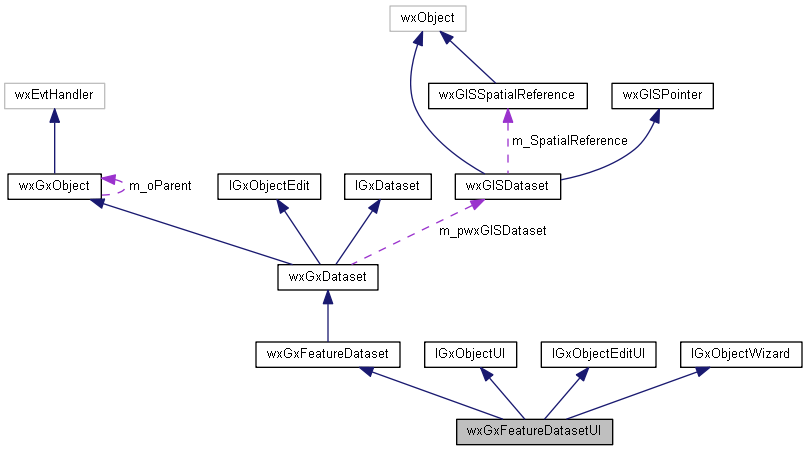 wxObject
wxEvtHandler
wxGISSpatialReference
wxGISPointer
m_SpatialReference
wxGxObject
m_oParent
IGxObjectEdit
IGxDataset
wxGISDataset
m_pwxGISDataset
wxGxDataset
wxGxFeatureDataset
IGxObjectUI
IGxObjectEditUI
IGxObjectWizard
wxGxFeatureDatasetUI